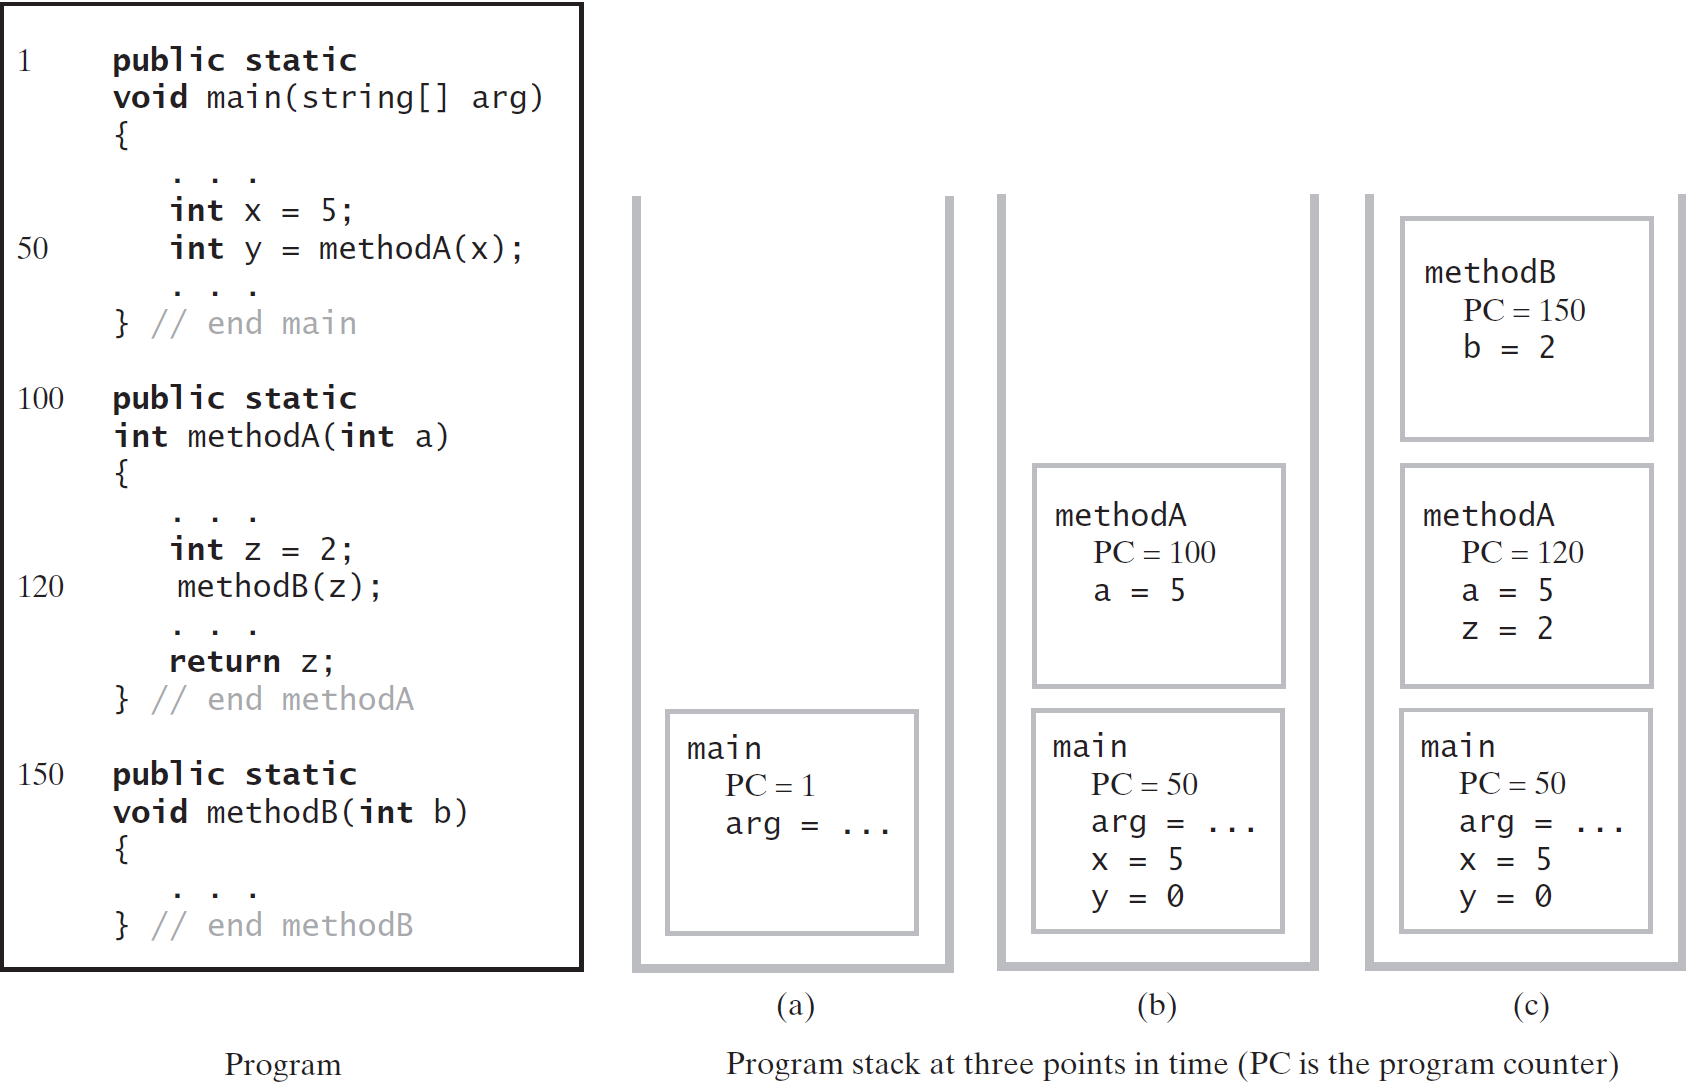 1 public static
void main(string[] arg)
{
. . .
int x = 5;
50 int y = methodA(x);
. . .
} // end main
100 public static
int methodA(int a)
{
. . .
int z = 2;
120 methodB(z);
. . .
return z;
} // end methodA
150 public static
void methodB(int b)
{
. . .
} // end methodB
Program
main
PC = 1
arg = ...
(a)
methodA
PC = 100
a = 5
main
PC = 50
arg = ...
x = 5
y = 0
(b)
methodB
PC = 150
b = 2
methodA
PC = 120
a = 5
z = 2
main
PC = 50
arg = ...
x = 5
y = 0
(c)
Program stack at three points in time (PC is the program counter)